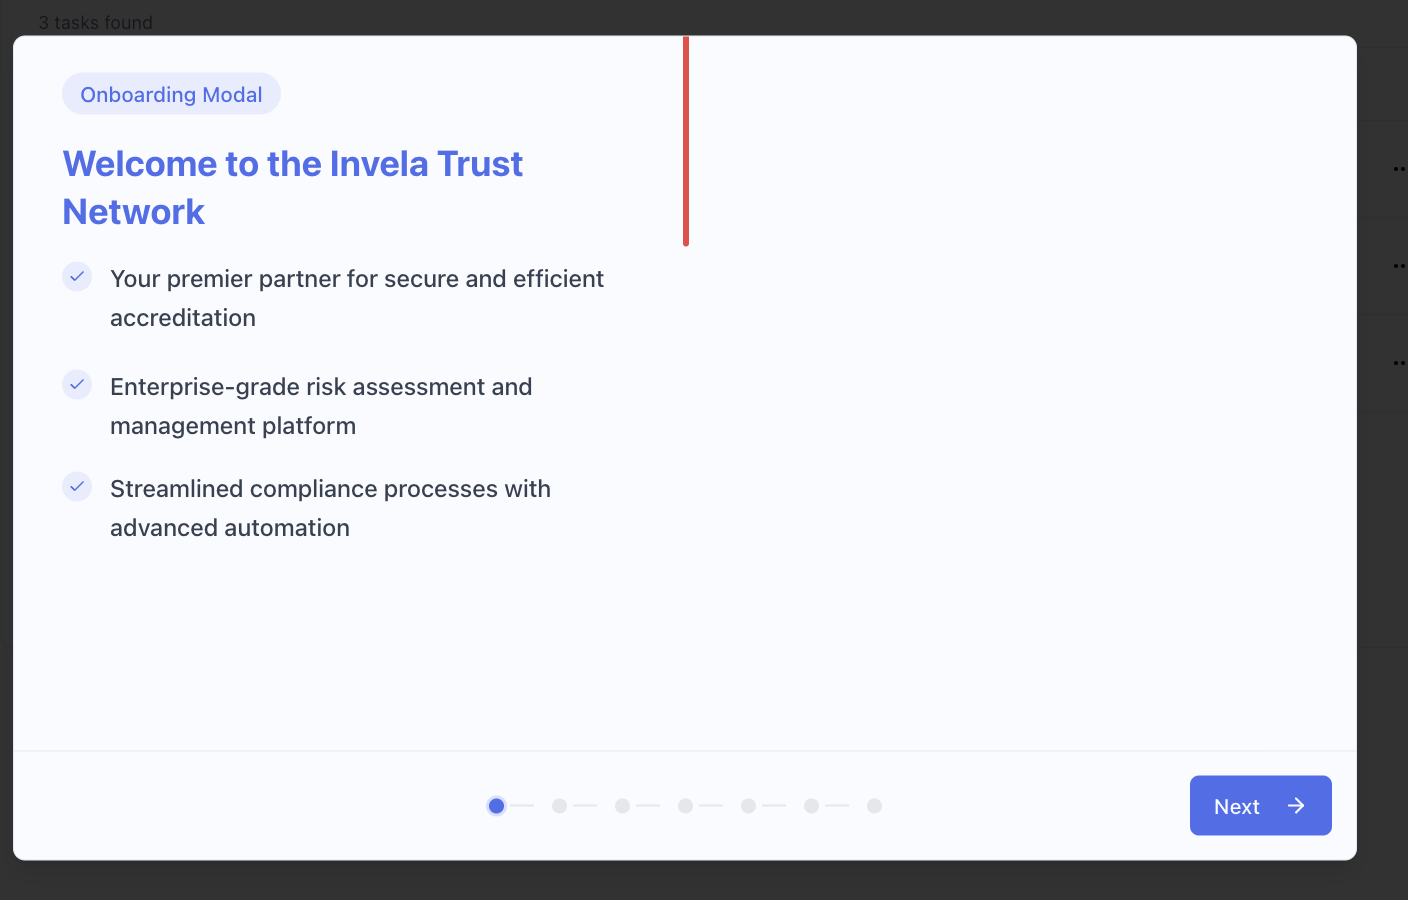 3 tasks found
Onboarding Modal
Welcome to the Invela Trust
Network
Your premier partner for secure and efficient
accreditation
Enterprise-grade risk assessment and
management platform
Streamlined compliance processes with
advanced automation
Next